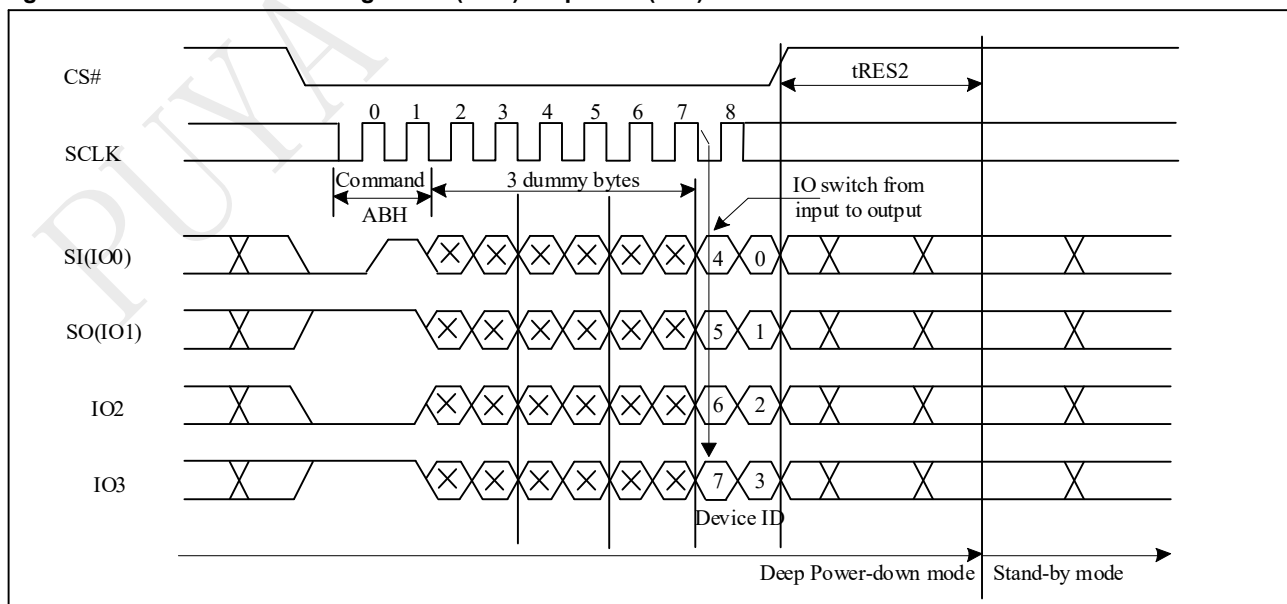 PUYA
CS#
tRES2
0 1 2 3 4 5 6 7 8
SCLK
Command
ABH
3 dummy bytes
IO switch from
input to output
SI(IO0)
4 0
SO(IO1)
5 1
IO2
6 2
IO3
7 3
Device ID
Deep Power-down mode
Stand-by mode